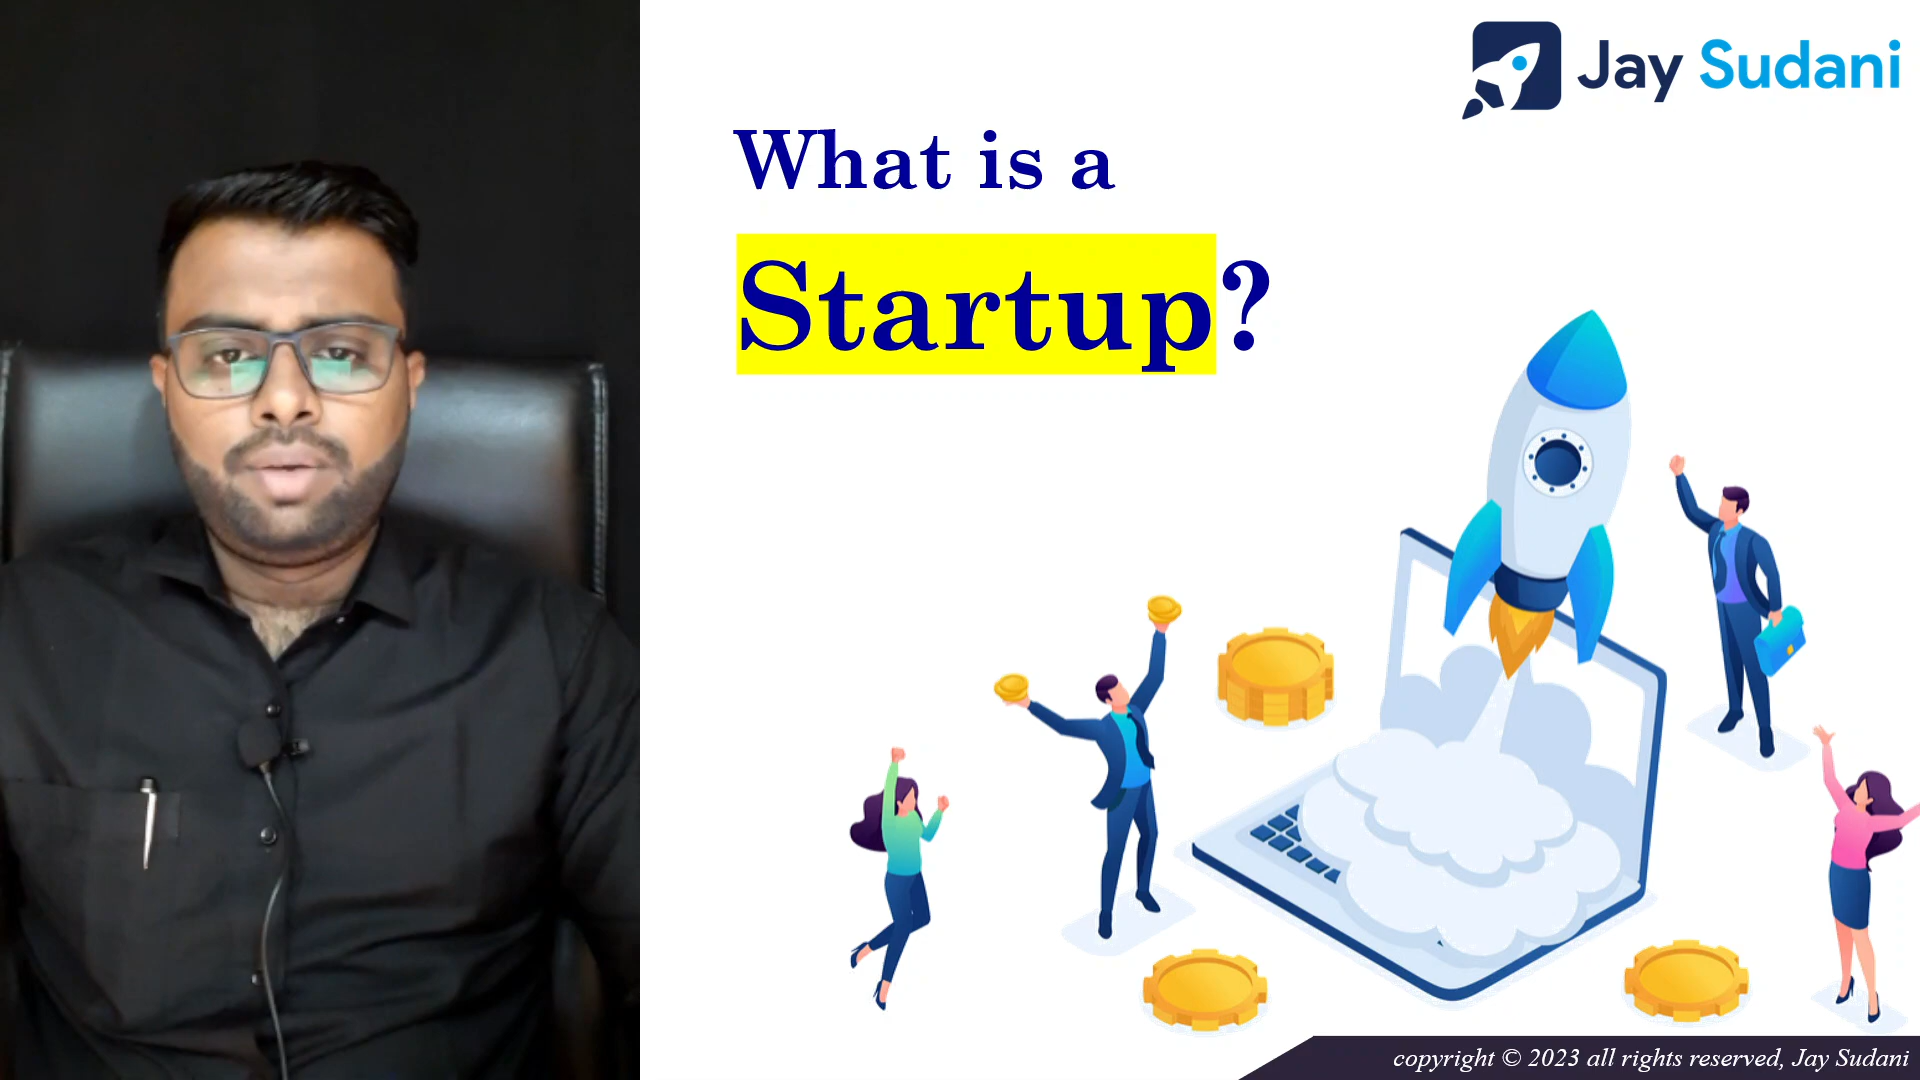 Jay Sudani
What is a
Startup?
copyright © 2023 all rights reserved, Jay Sudani